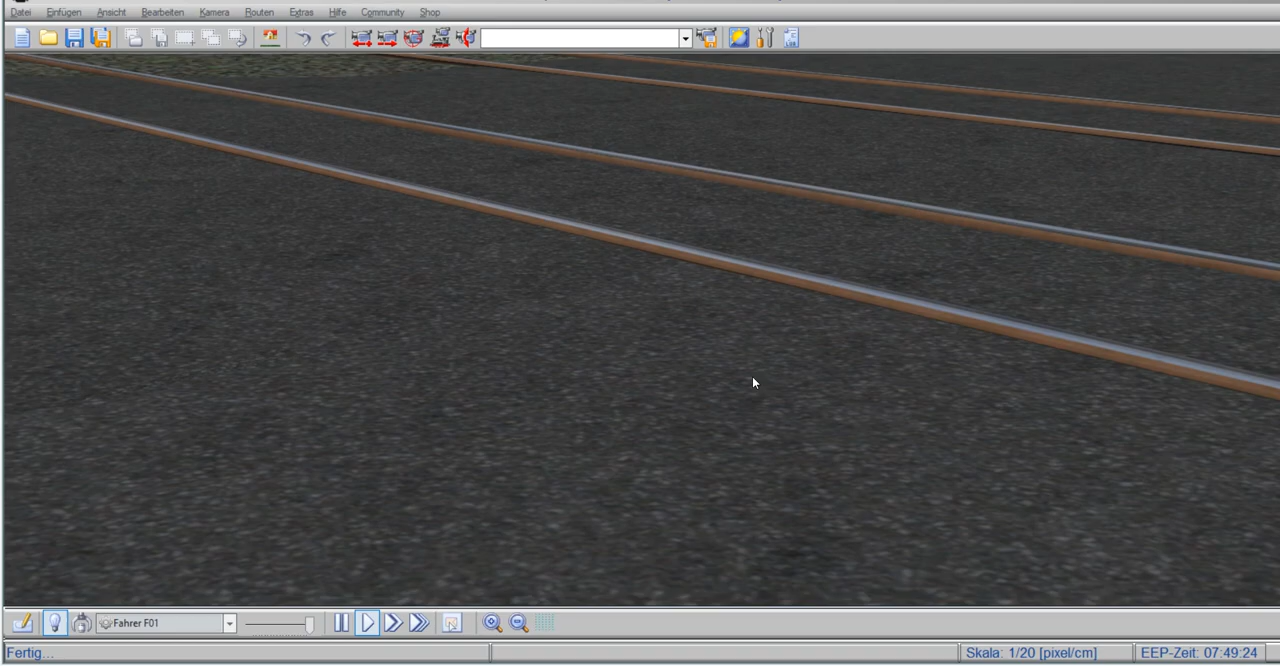 Datei Einfügen Ansicht Bearbeiten Kamera Routen Extras Hilfe Community Shop
Fahrer F01
Fertig...
Skala: 1/20 [pixel/cm]
EEP-Zeit: 07:49:24